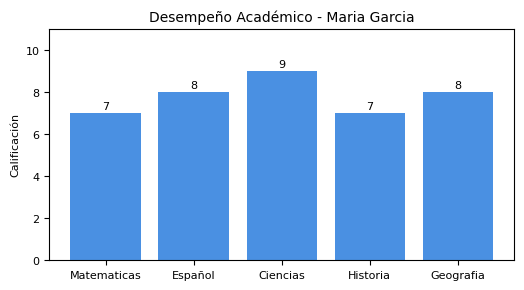 Desempeño Académico - Maria Garcia
Calificación
10
8
6
4
2
0
7
8
9
7
8
Matematicas
Español
Ciencias
Historia
Geografia